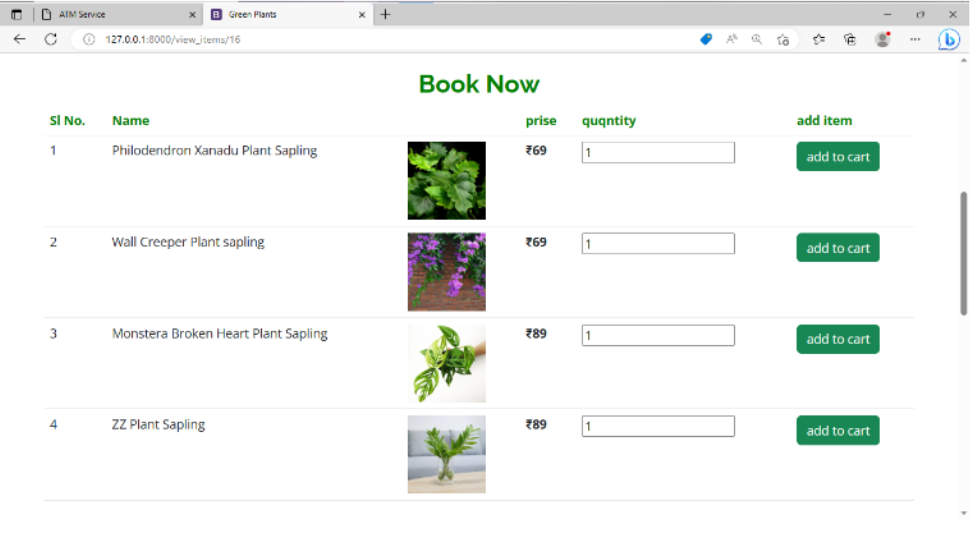 ATM Service
Green Plants
127.0.0.1:8000/view_items/16
Book Now
Sl No. Name prise quqntity add item
1 Philodendron Xanadu Plant Sapling ₹69 1 add to cart
2 Wall Creeper Plant sapling ₹69 1 add to cart
3 Monstera Broken Heart Plant Sapling ₹89 1 add to cart
4 ZZ Plant Sapling ₹89 1 add to cart